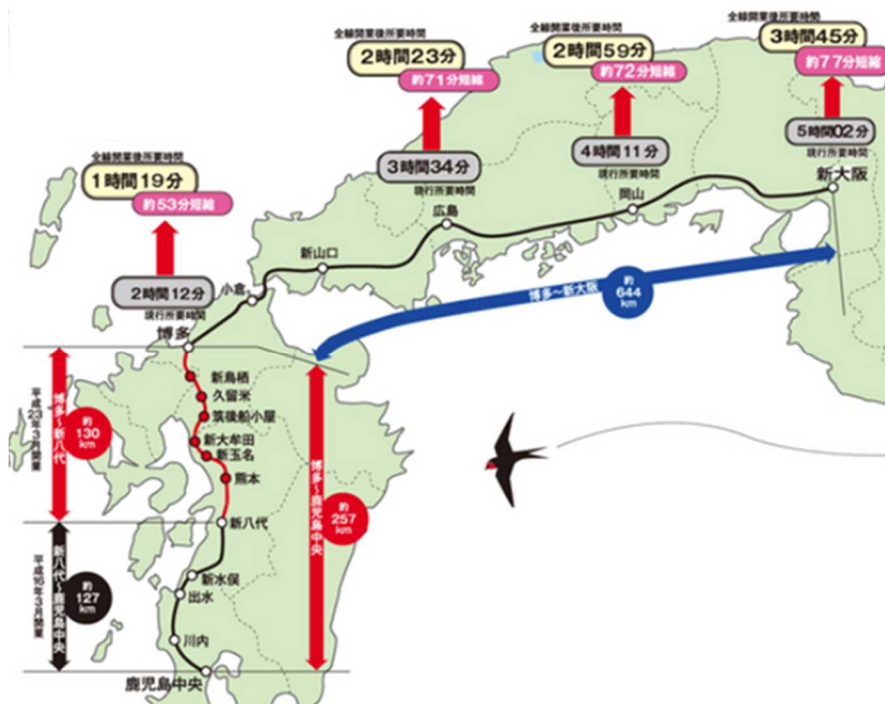 全線開業後所要時間
3時間45分
約77分短縮
5時間02分
現行所要時間
新大阪
全線開業後所要時間
2時間59分
約72分短縮
4時間11分
現行所要時間
岡山
全線開業後所要時間
2時間23分
約71分短縮
3時間34分
現行所要時間
広島
全線開業後所要時間
1時間19分
約53分短縮
2時間12分
現行所要時間
博多
小倉
新山口
博多～新大阪
約
644
km
新鳥栖
久留米
筑後船小屋
新大牟田
新玉名
熊本
新八代
新水俣
出水
川内
鹿児島中央
博多～新八代
約
130
km
平成23年3月開業
新八代～鹿児島中央
約
127
km
平成16年3月開業
博多～鹿児島中央
約
257
km